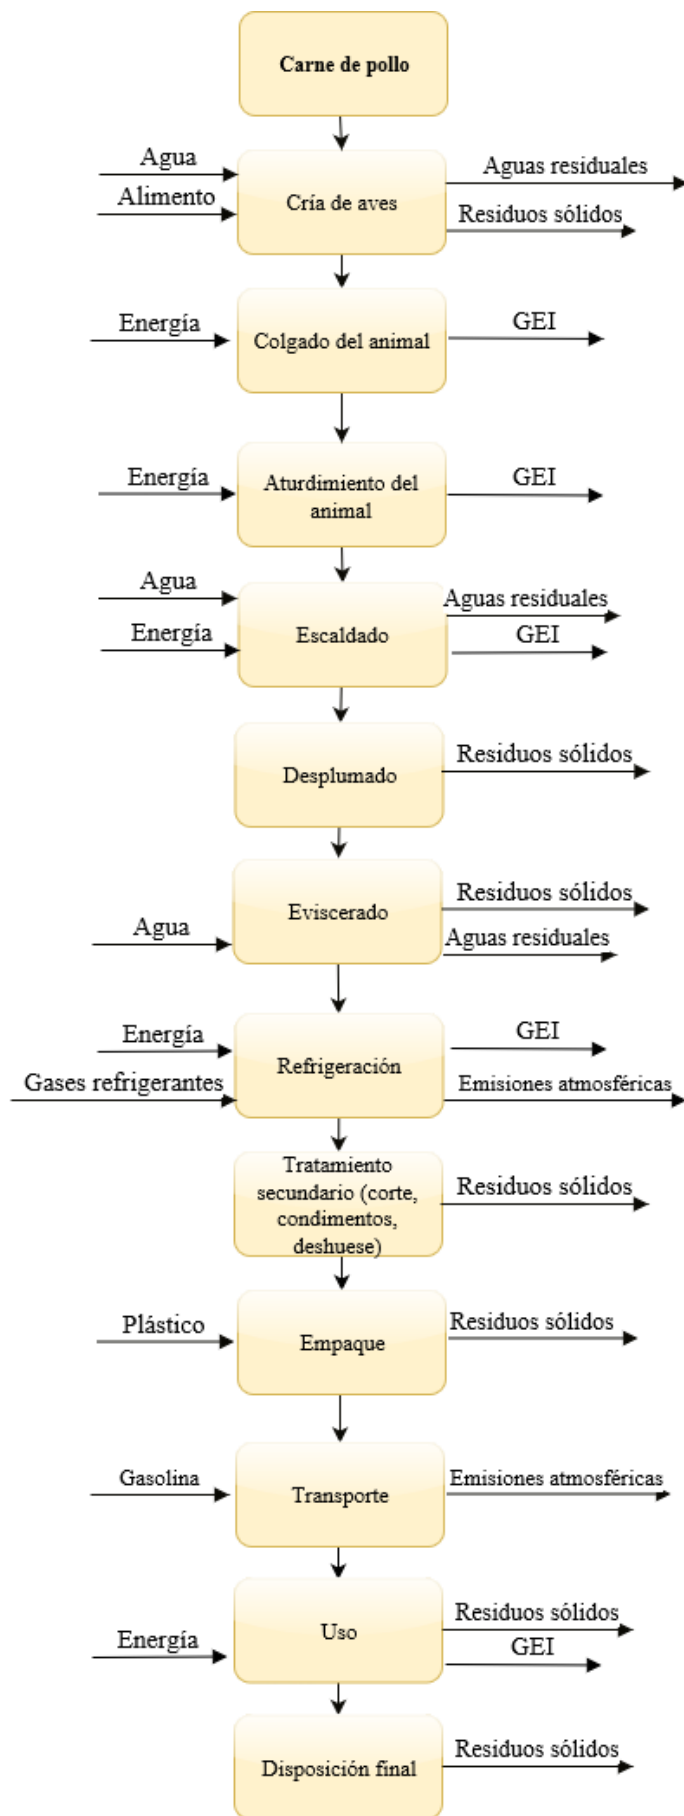 Carne de pollo
Agua
Alimento
Cría de aves
Aguas residuales
Residuos sólidos
Energía
Colgado del animal
GEI
Energía
Aturdimiento del
animal
GEI
Agua
Energía
Escaldado
Aguas residuales
GEI
Desplumado
Residuos sólidos
Agua
Eviscerado
Residuos sólidos
Aguas residuales
Energía
Gases refrigerantes
Refrigeración
GEI
Emisiones atmosféricas
Tratamiento
secundario (corte,
condimentos,
deshuese)
Residuos sólidos
Plástico
Empaque
Residuos sólidos
Gasolina
Transporte
Emisiones atmosféricas
Energía
Uso
Residuos sólidos
GEI
Disposición final
Residuos sólidos